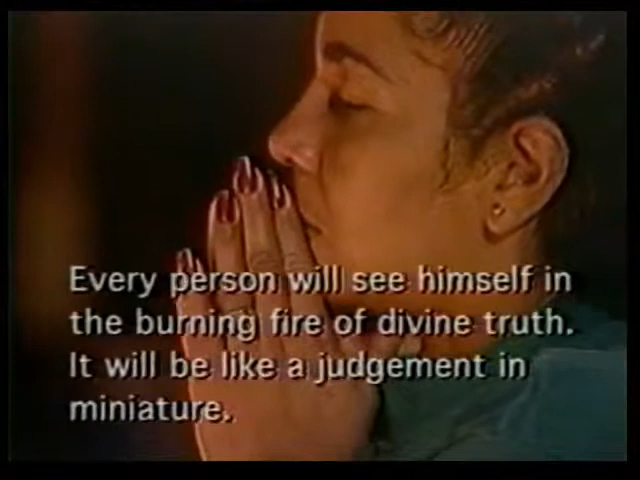 Every person will see himself in
the burning fire of divine truth.
It will be like a judgement in
miniature.